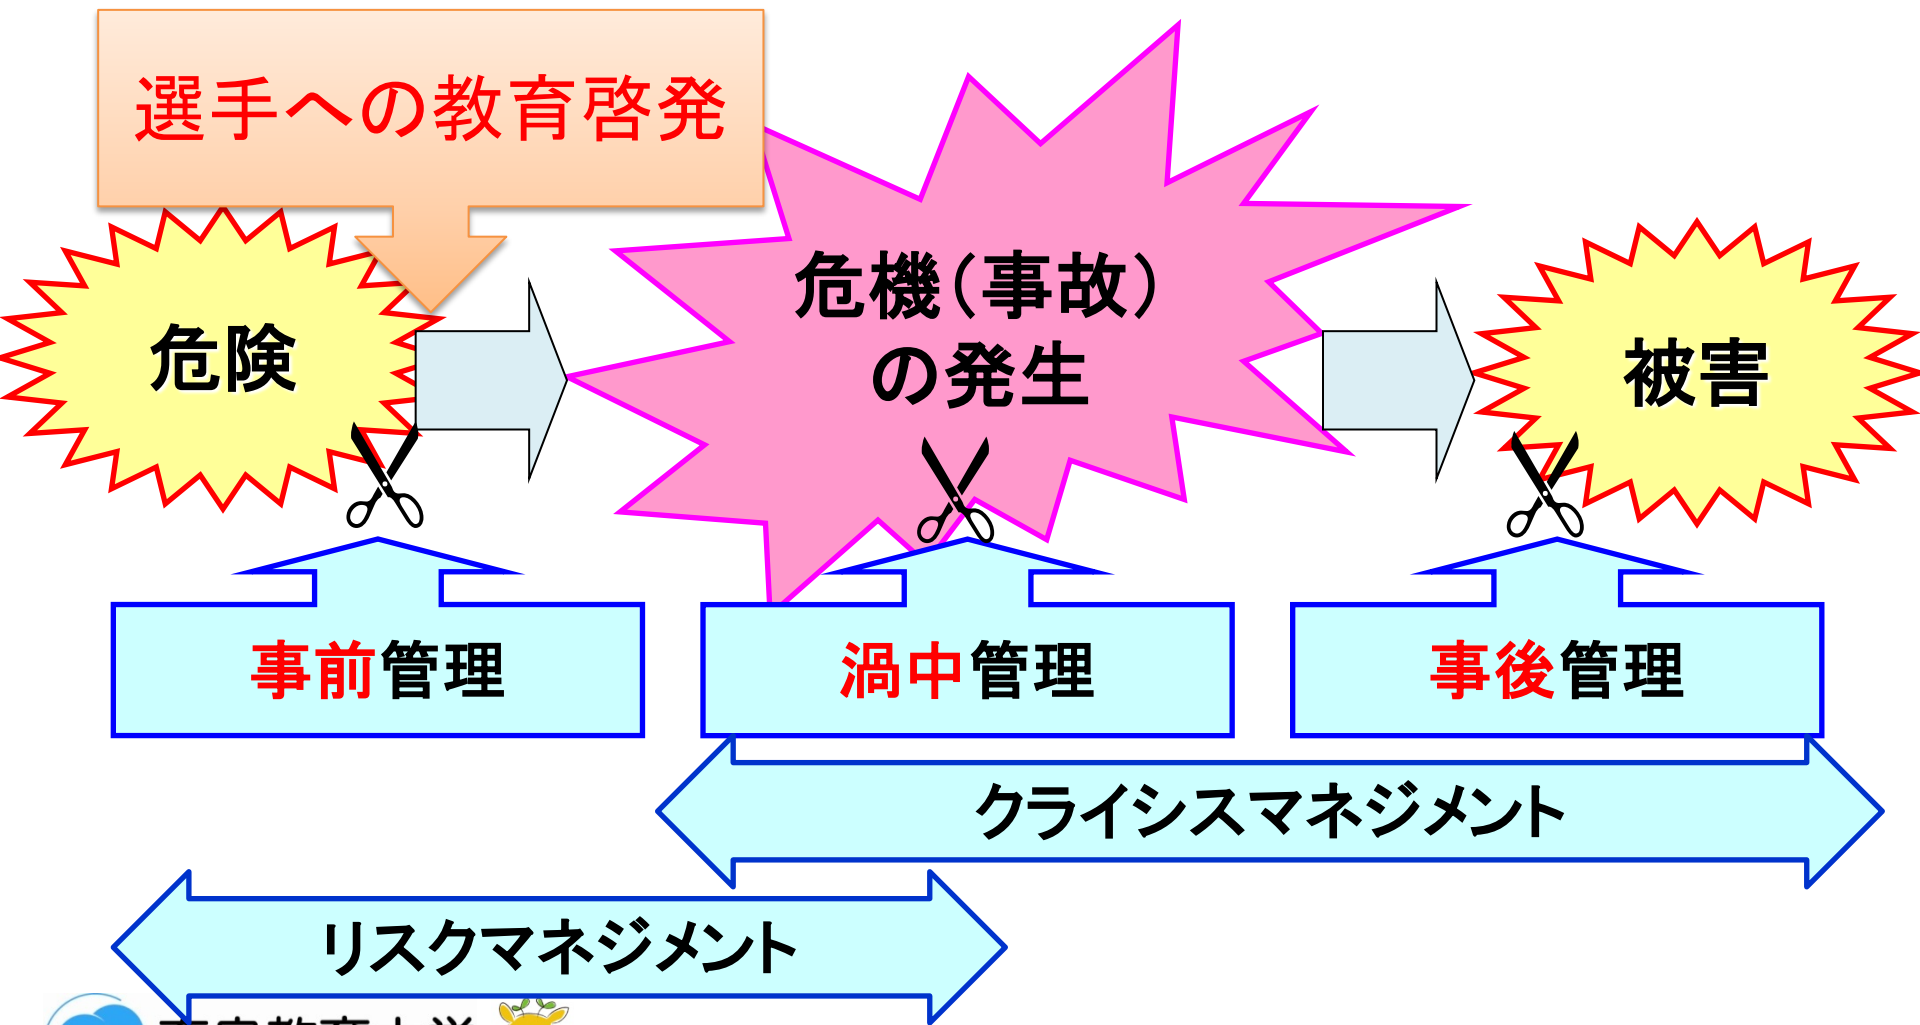 選手への教育啓発
危険
危機(事故)
の発生
被害
事前管理
渦中管理
事後管理
クライシスマネジメント
リスクマネジメント